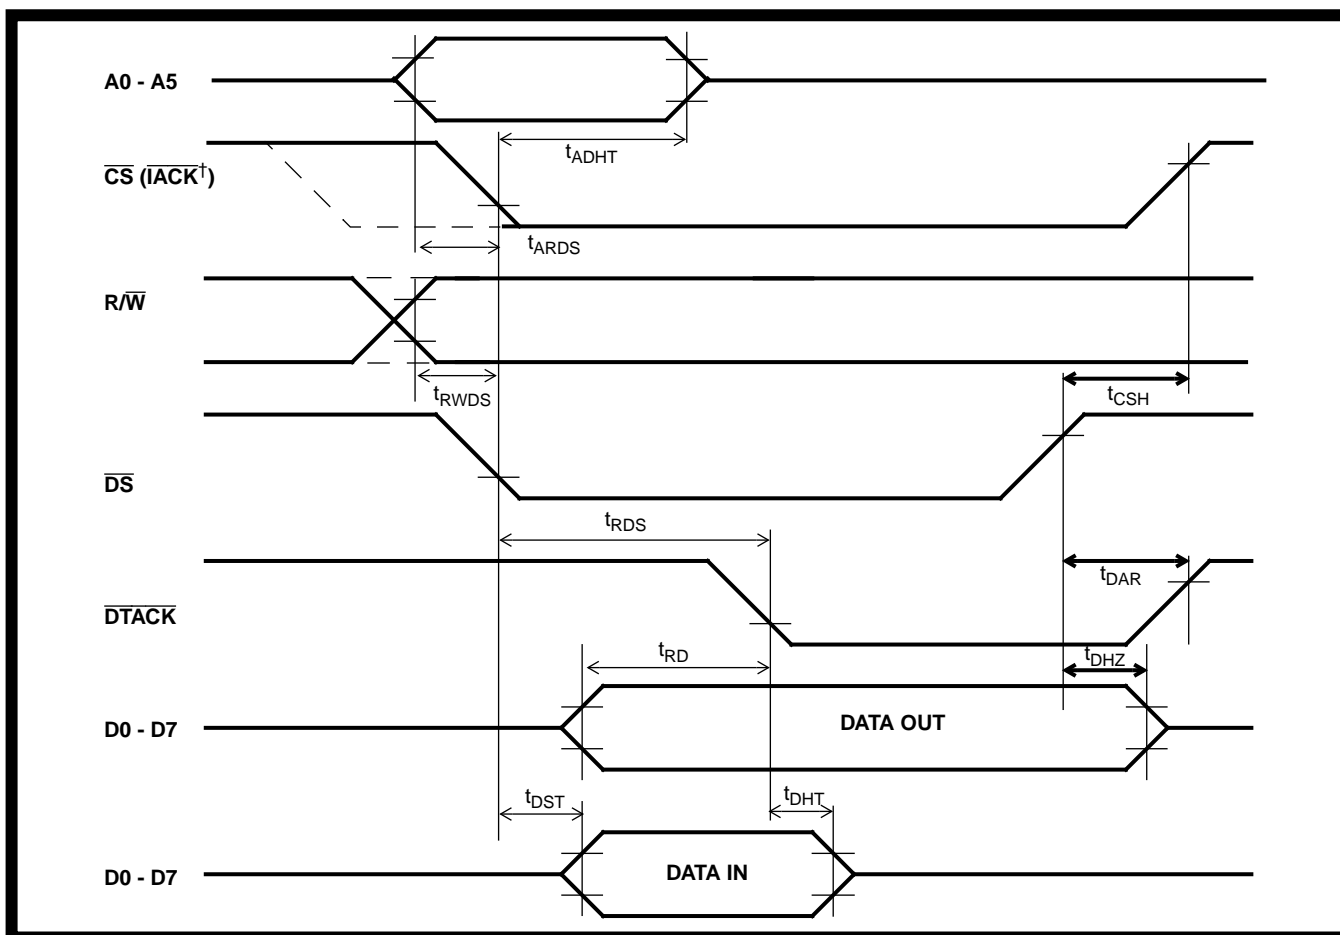 A0 - A5
tADHT
CS (IACK†)
tARDS
R/W
tRWDS
tCSH
DS
tRDS
tDAR
DTACK
tRD
tDHZ
D0 - D7
DATA OUT
tDST
tDHT
D0 - D7
DATA IN